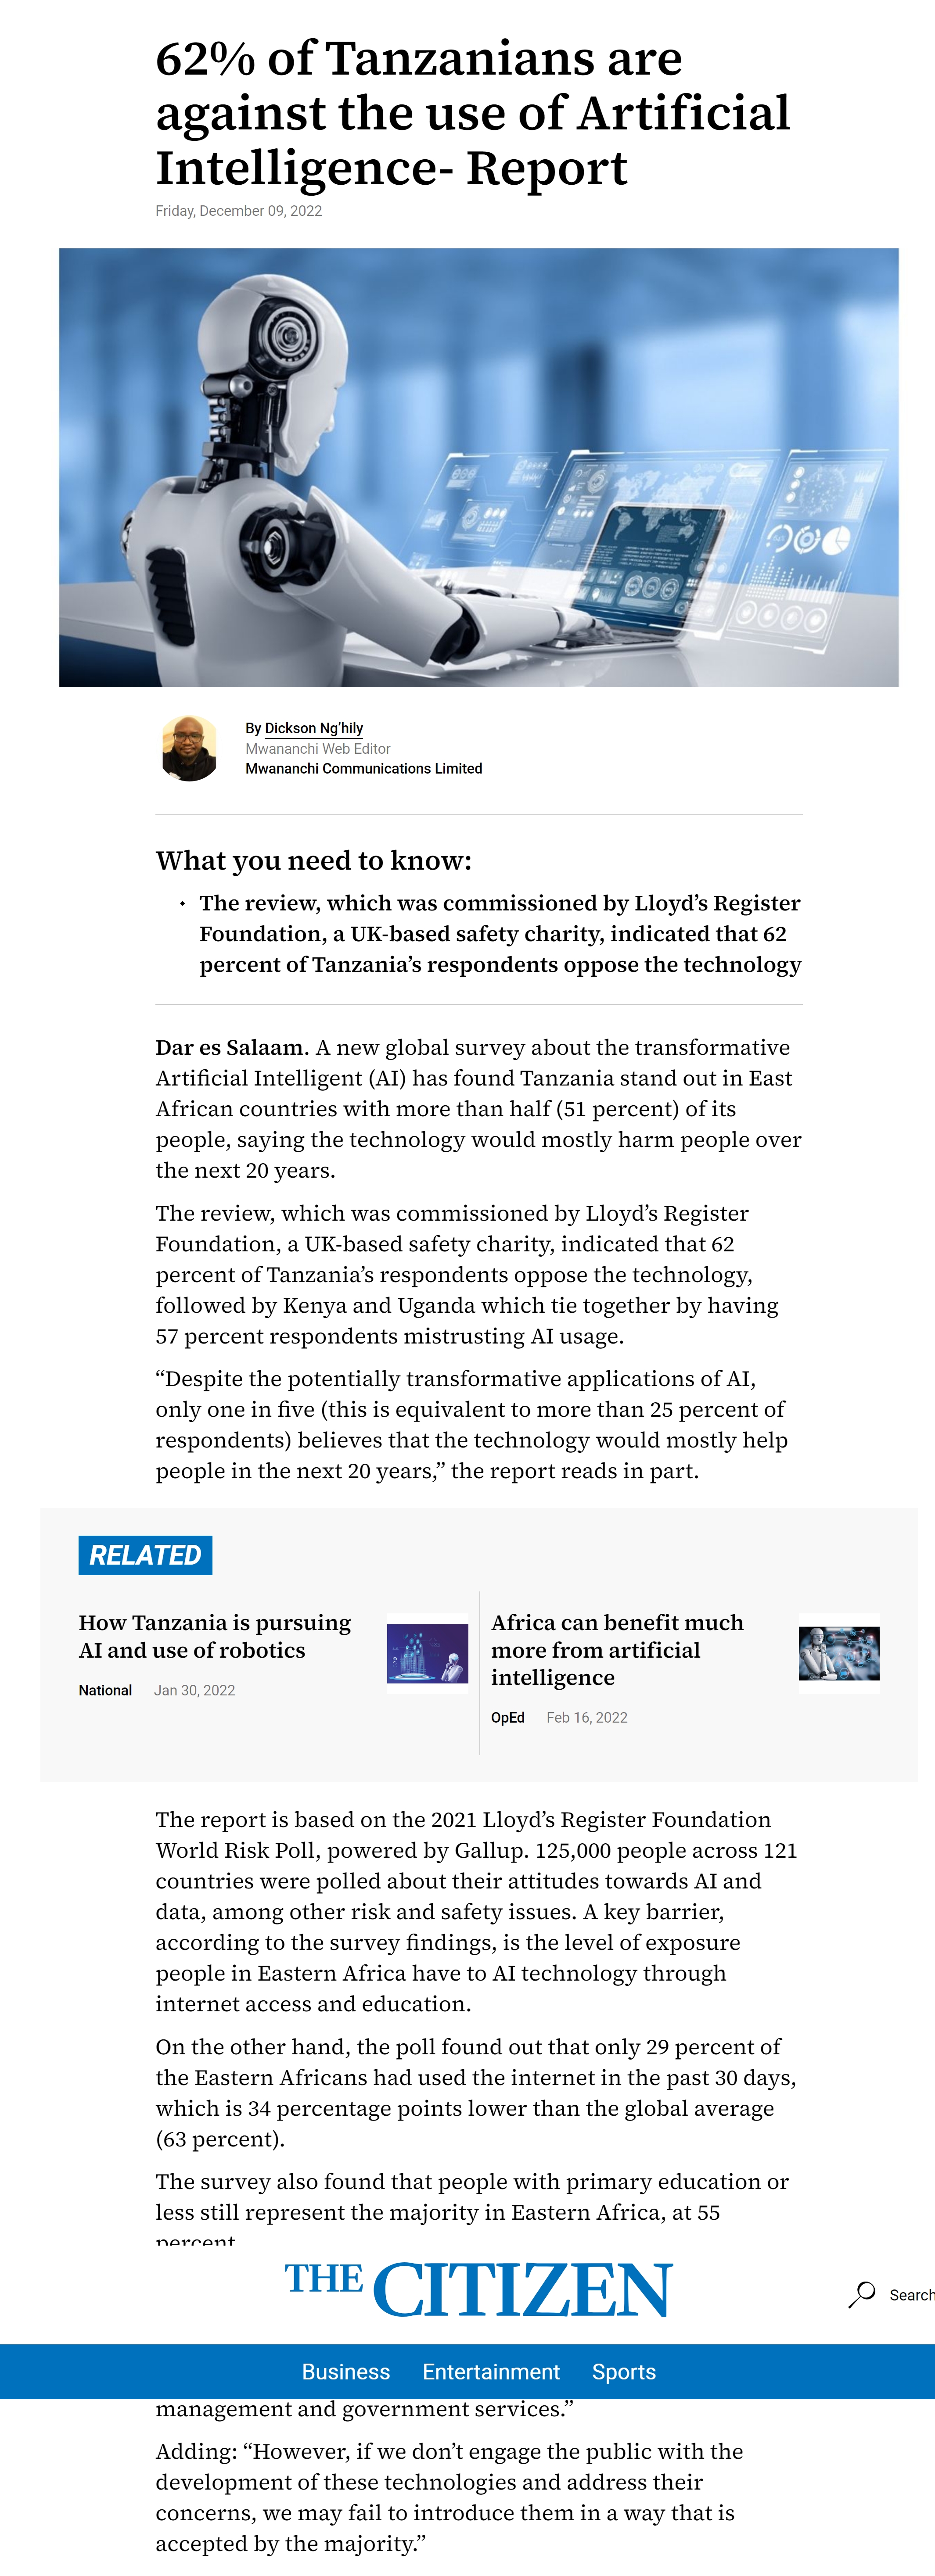 62% of Tanzanians are
against the use of Artificial
Intelligence- Report
Friday, December 09, 2022
By Dickson Ng’hily
Mwananchi Web Editor
Mwananchi Communications Limited
What you need to know:
• The review, which was commissioned by Lloyd’s Register
Foundation, a UK-based safety charity, indicated that 62
percent of Tanzania’s respondents oppose the technology
Dar es Salaam. A new global survey about the transformative
Artificial Intelligent (AI) has found Tanzania stand out in East
African countries with more than half (51 percent) of its
people, saying the technology would mostly harm people over
the next 20 years.
The review, which was commissioned by Lloyd’s Register
Foundation, a UK-based safety charity, indicated that 62
percent of Tanzania’s respondents oppose the technology,
followed by Kenya and Uganda which tie together by having
57 percent respondents mistrusting AI usage.
“Despite the potentially transformative applications of AI,
only one in five (this is equivalent to more than 25 percent of
respondents) believes that the technology would mostly help
people in the next 20 years,” the report reads in part.
RELATED
How Tanzania is pursuing
AI and use of robotics
National Jan 30, 2022
Africa can benefit much
more from artificial
intelligence
OpEd Feb 16, 2022
The report is based on the 2021 Lloyd’s Register Foundation
World Risk Poll, powered by Gallup. 125,000 people across 121
countries were polled about their attitudes towards AI and
data, among other risk and safety issues. A key barrier,
according to the survey findings, is the level of exposure
people in Eastern Africa have to AI technology through
internet access and education.
On the other hand, the poll found out that only 29 percent of
the Eastern Africans had used the internet in the past 30 days,
which is 34 percentage points lower than the global average
(63 percent).
The survey also found that people with primary education or
less still represent the majority in Eastern Africa, at 55
percent
THE CITIZEN
Search
Business Entertainment Sports
management and government services.”
Adding: “However, if we don’t engage the public with the
development of these technologies and address their
concerns, we may fail to introduce them in a way that is
accepted by the majority.”